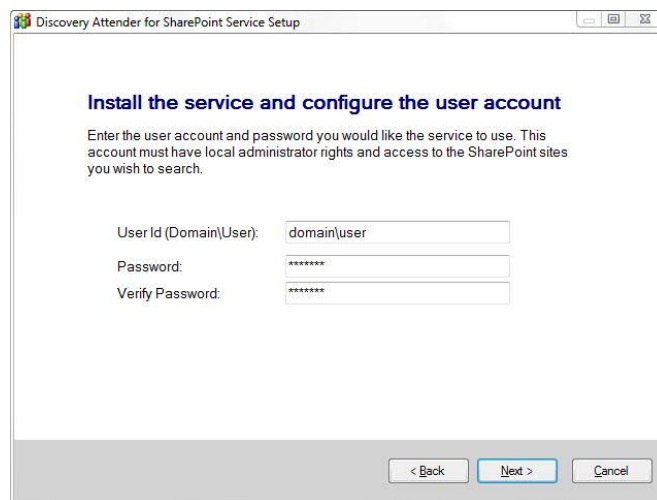 Discovery Attender for SharePoint Service Setup
Install the service and configure the user account
Enter the user account and password you would like the service to use. This
account must have local administrator rights and access to the SharePoint sites
you wish to search.
User Id (Domain\User): domain\user
Password: *******
Verify Password: *******
< Back Next > Cancel